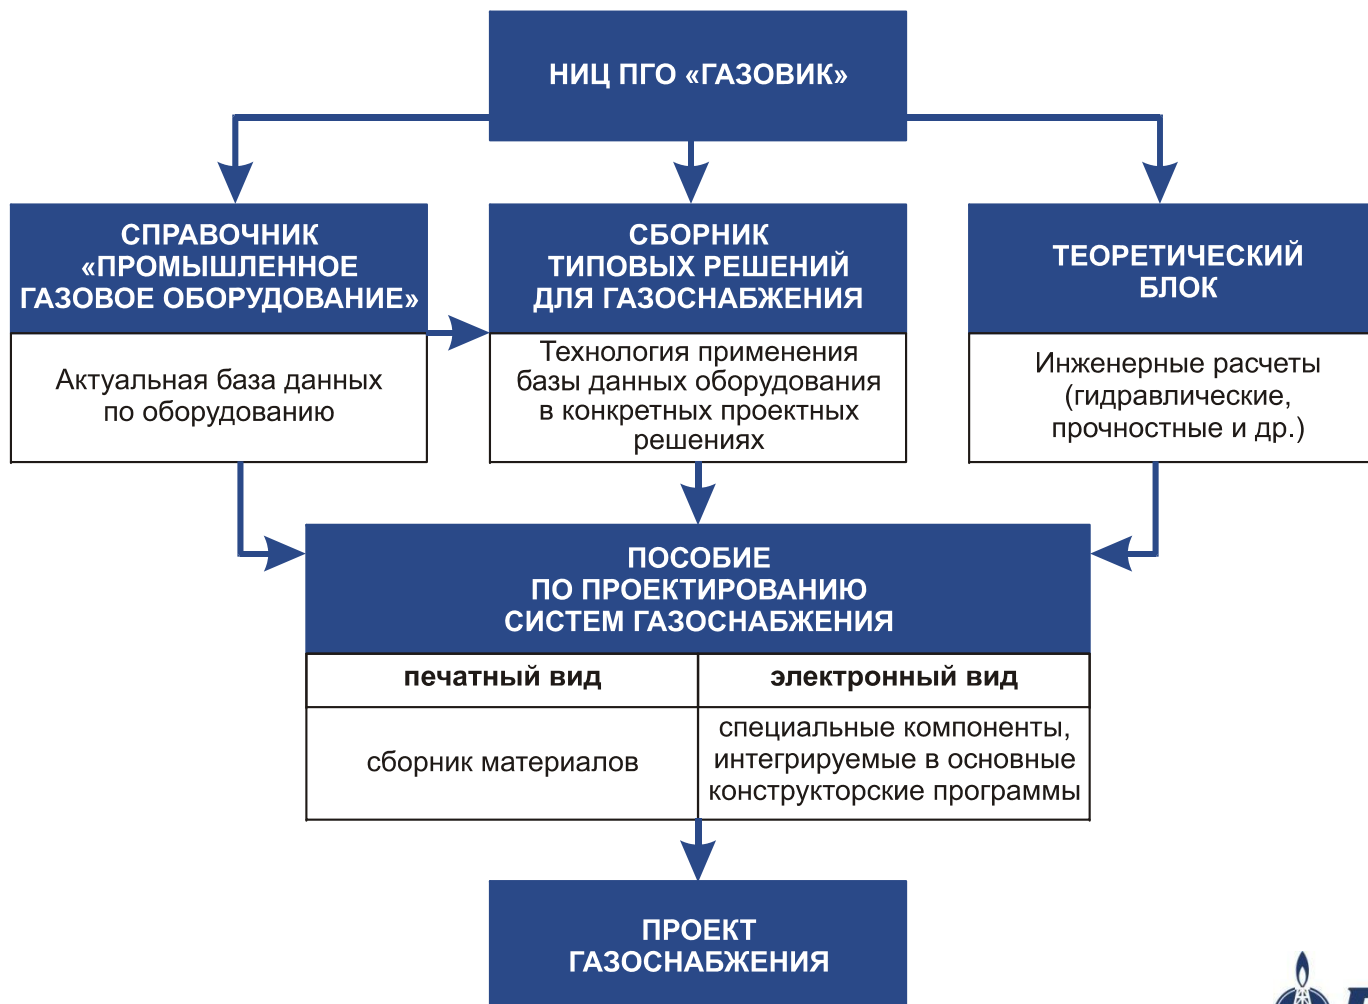 НИЦ ПГО «ГАЗОВИК»
СПРАВОЧНИК
«ПРОМЫШЛЕННОЕ
ГАЗОВОЕ ОБОРУДОВАНИЕ»
Актуальная база данных
по оборудованию
СБОРНИК
ТИПОВЫХ РЕШЕНИЙ
ДЛЯ ГАЗОСНАБЖЕНИЯ
Технология применения
базы данных оборудования
в конкретных проектных
решениях
ТЕОРЕТИЧЕСКИЙ
БЛОК
Инженерные расчеты
(гидравлические,
прочностные и др.)
ПОСОБИЕ
ПО ПРОЕКТИРОВАНИЮ
СИСТЕМ ГАЗОСНАБЖЕНИЯ
печатный вид
сборник материалов
электронный вид
специальные компоненты,
интегрируемые в основные
конструкторские программы
ПРОЕКТ
ГАЗОСНАБЖЕНИЯ